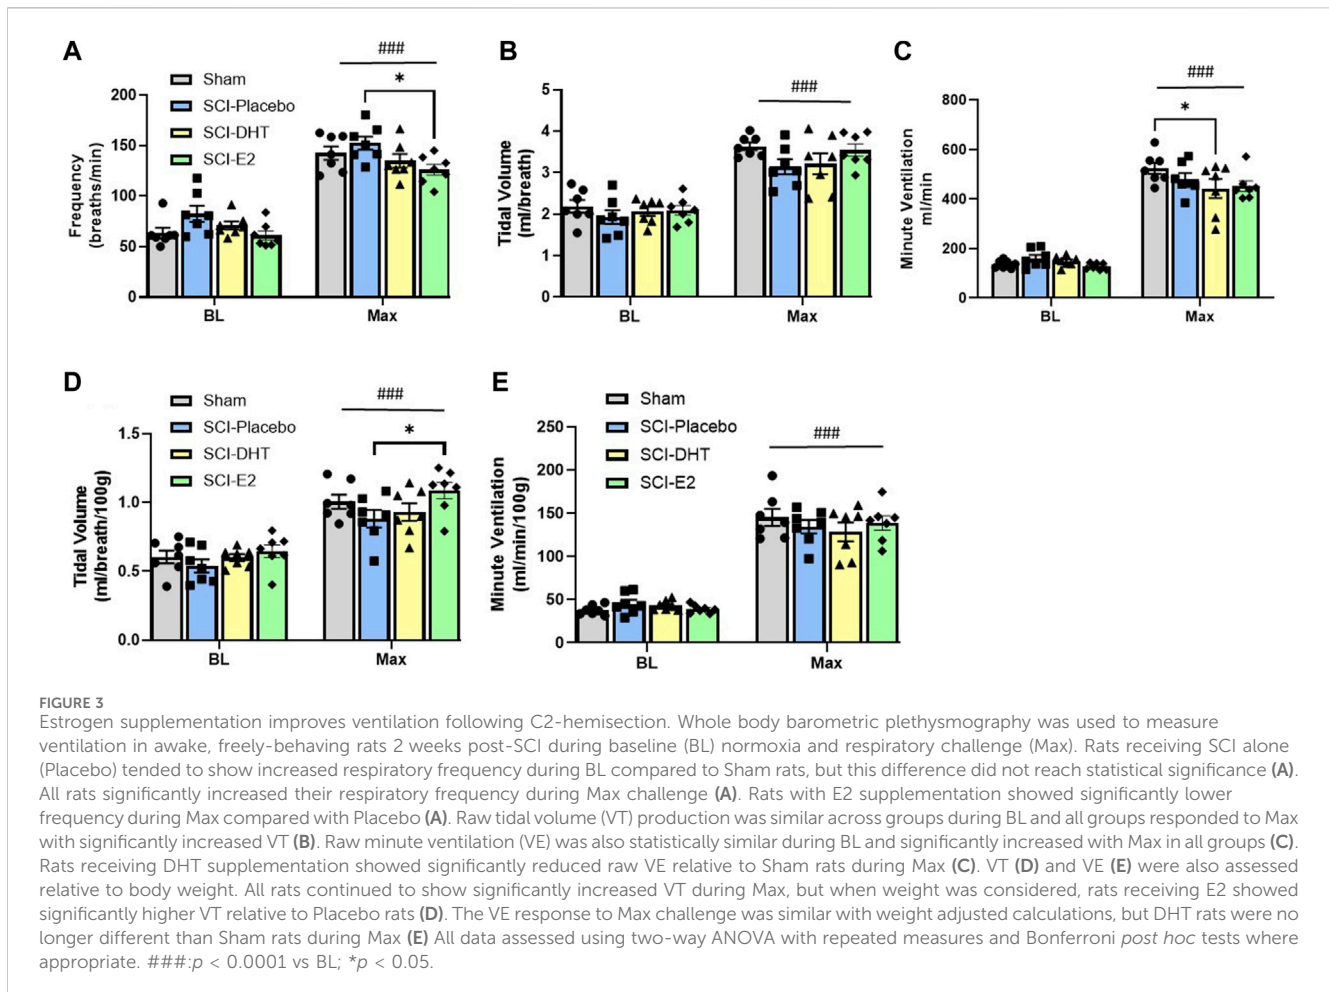 A
###
*
Sham
SCI-Placebo
SCI-DHT
SCI-E2
Frequency
(breaths/min)
200
150
100
50
0
BL
Max
B
###
Tidal Volume
(ml/breath)
5
4
3
2
1
0
BL
Max
C
###
*
Minute Ventilation
ml/min
800
600
400
200
0
BL
Max
D
###
*
Sham
SCI-Placebo
SCI-DHT
SCI-E2
Tidal Volume
(ml/breath/100g)
1.5
1.0
0.5
0.0
BL
Max
E
###
Sham
SCI-Placebo
SCI-DHT
SCI-E2
Minute Ventilation
(ml/min/100g)
250
200
150
100
50
0
BL
Max
FIGURE 3
Estrogen supplementation improves ventilation following C2-hemisection. Whole body barometric plethysmography was used to measure
ventilation in awake, freely-behaving rats 2 weeks post-SCI during baseline (BL) normoxia and respiratory challenge (Max). Rats receiving SCI alone
(Placebo) tended to show increased respiratory frequency during BL compared to Sham rats, but this difference did not reach statistical significance (A).
All rats significantly increased their respiratory frequency during Max challenge (A). Rats with E2 supplementation showed significantly lower
frequency during Max compared with Placebo (A). Raw tidal volume (VT) production was similar across groups during BL and all groups responded to Max
with significantly increased VT (B). Raw minute ventilation (VE) was also statistically similar during BL and significantly increased with Max in all groups (C).
Rats receiving DHT supplementation showed significantly reduced raw VE relative to Sham rats during Max (C). VT (D) and VE (E) were also assessed
relative to body weight. All rats continued to show significantly increased VT during Max, but when weight was considered, rats receiving E2 showed
significantly higher VT relative to Placebo rats (D). The VE response to Max challenge was similar with weight adjusted calculations, but DHT rats were no
longer different than Sham rats during Max (E) All data assessed using two-way ANOVA with repeated measures and Bonferroni post hoc tests where
appropriate. ###:p < 0.0001 vs BL; *p < 0.05.